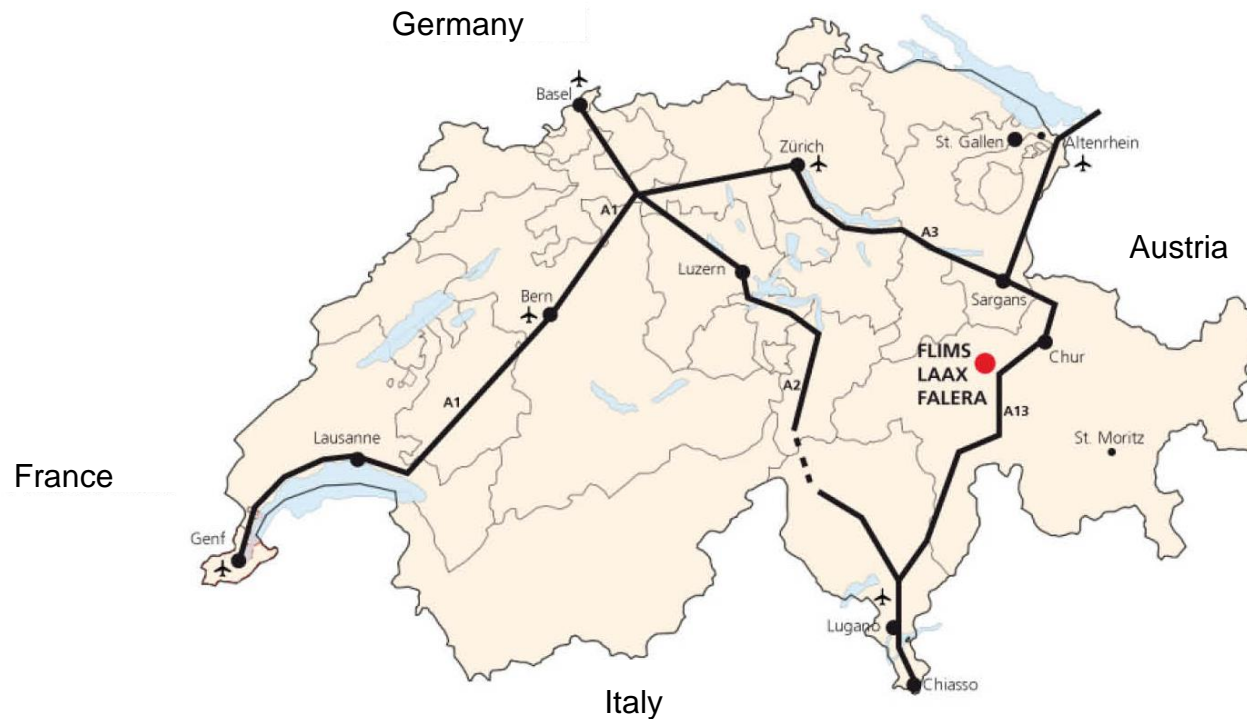 Germany
Basel
Zürich
St. Gallen
Altenrhein
A1
A3
Austria
Luzern
Sargans
Bern
Chur
FLIMS
LAAX
FALERA
A2
A1
A13
St. Moritz
Lausanne
France
Genf
Lugano
Chiasso
Italy